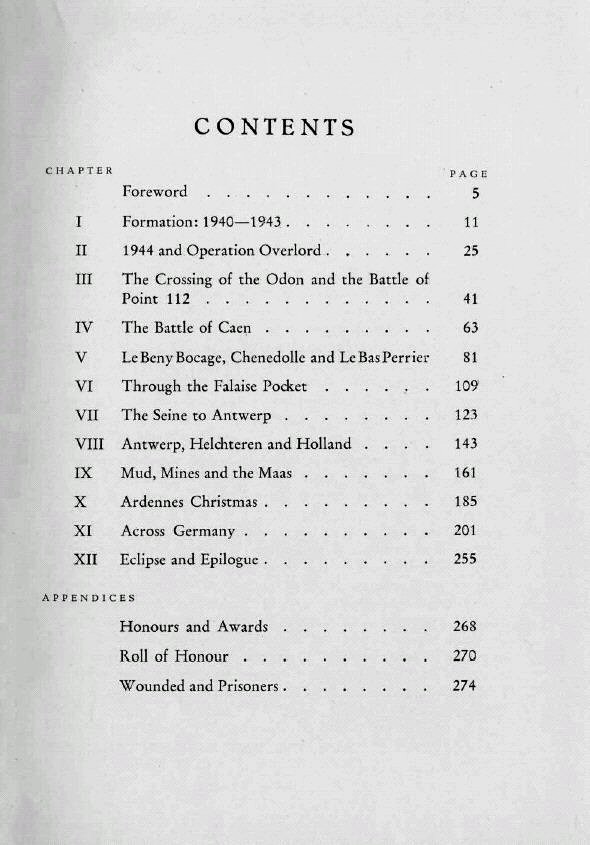 CONTENTS
CHAPTER PAGE
Foreword . . . . . . . . . . . . 5
I Formation: 1940—1943 . . . . . . . . 11
II 1944 and Operation Overlord . . . . . . 25
III The Crossing of the Odon and the Battle of
Point 112 . . . . . . . . . . . . 41
IV The Battle of Caen . . . . . . . . . 63
V Le Beny Bocage, Chenedolle and Le Bas Perrier 81
VI Through the Falaise Pocket . . . . . . 109
VII The Seine to Antwerp . . . . . . . . 123
VIII Antwerp, Helchteren and Holland . . . . 143
IX Mud, Mines and the Maas . . . . . . . 161
X Ardennes Christmas . . . . . . . . . 185
XI Across Germany . . . . . . . . . . 201
XII Eclipse and Epilogue . . . . . . . . . 255
APPENDICES
Honours and Awards . . . . . . . . 268
Roll of Honour . . . . . . . . . . 270
Wounded and Prisoners . . . . . . . . 274